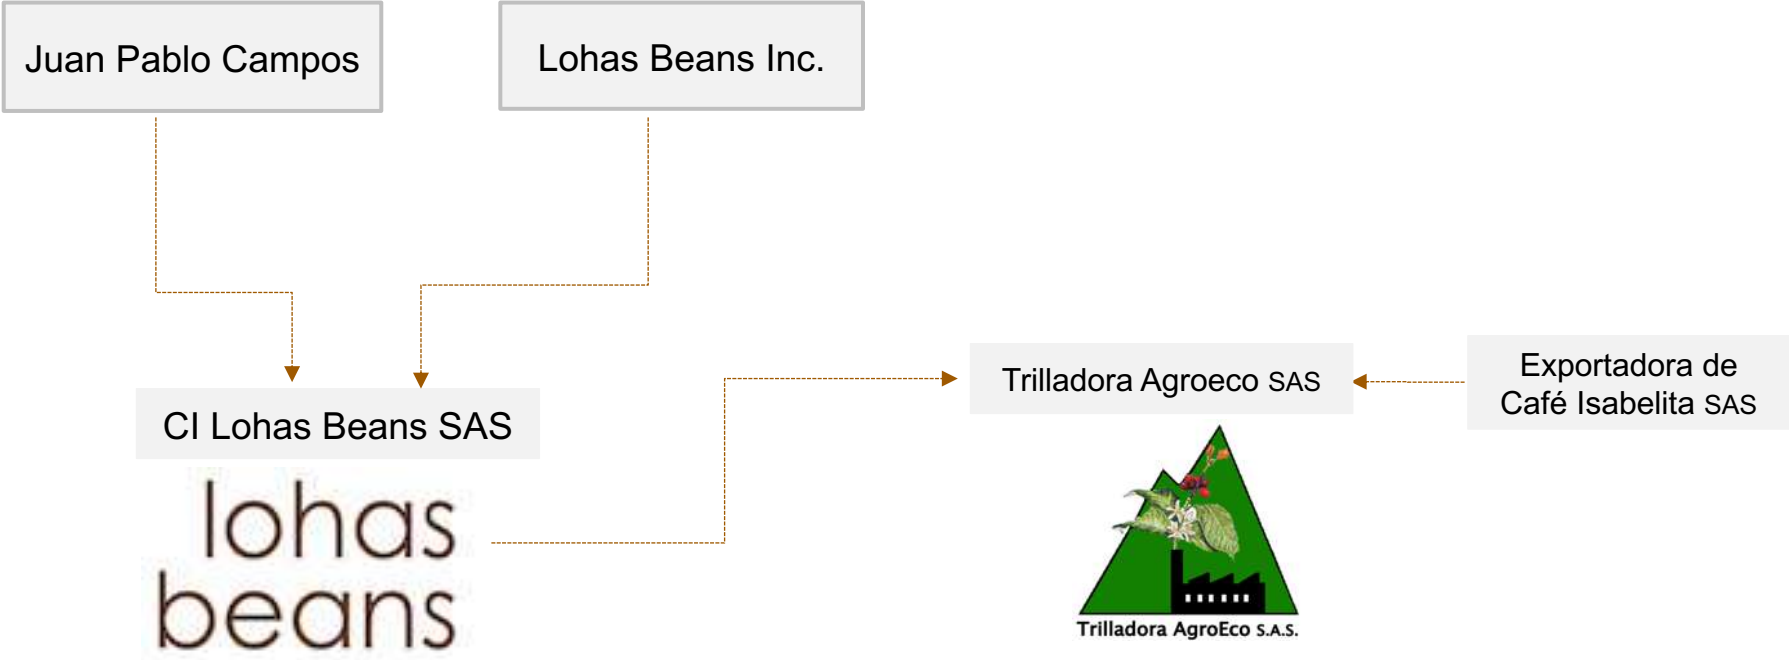 Juan Pablo Campos
Lohas Beans Inc.
CI Lohas Beans SAS
lohas
beans
Trilladora Agroeco SAS
Trilladora AgroEco S.A.S.
Exportadora de
Café Isabelita SAS